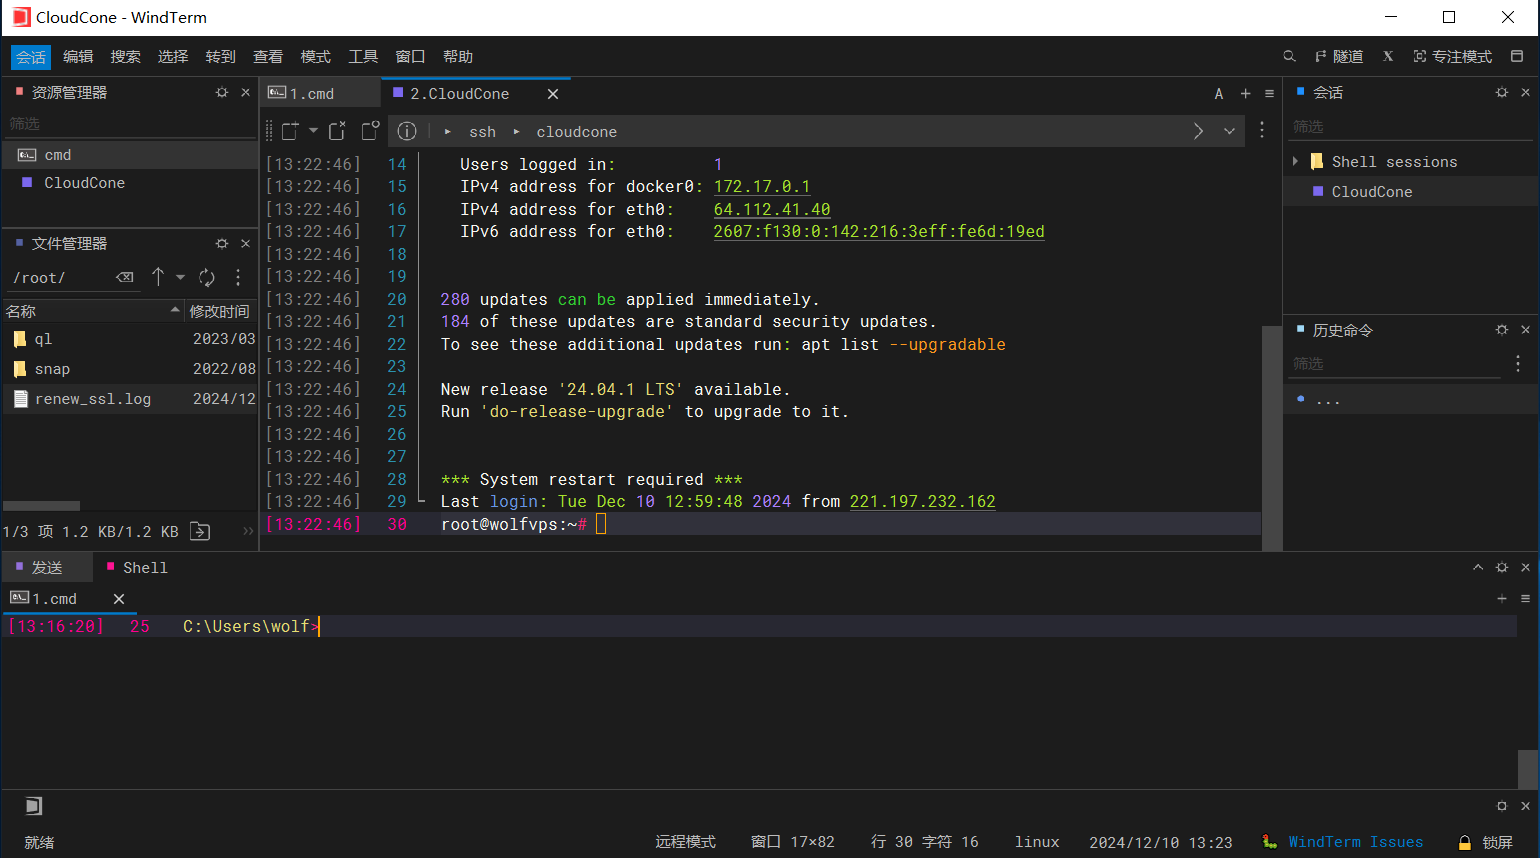 CloudCone - WindTerm
会话 编辑 搜索 选择 转到 查看 模式 工具 窗口 帮助 隧道 X 专注模式
资源管理器
筛选
cmd
CloudCone
文件管理器
/root/
名称 修改时间
ql 2023/03
snap 2022/08
renew_ssl.log 2024/12
1/3 项 1.2 KB/1.2 KB »
1.cmd 2.CloudCone A + ≡
ssh cloudcone
[13:22:46] 14 Users logged in: 1
[13:22:46] 15 IPv4 address for docker0: 172.17.0.1
[13:22:46] 16 IPv4 address for eth0: 64.112.41.40
[13:22:46] 17 IPv6 address for eth0: 2607:f130:0:142:216:3eff:fe6d:19ed
[13:22:46] 18
[13:22:46] 19
[13:22:46] 20 280 updates can be applied immediately.
[13:22:46] 21 184 of these updates are standard security updates.
[13:22:46] 22 To see these additional updates run: apt list --upgradable
[13:22:46] 23
[13:22:46] 24 New release '24.04.1 LTS' available.
[13:22:46] 25 Run 'do-release-upgrade' to upgrade to it.
[13:22:46] 26
[13:22:46] 27
[13:22:46] 28 *** System restart required ***
[13:22:46] 29 Last login: Tue Dec 10 12:59:48 2024 from 221.197.232.162
[13:22:46] 30 root@wolfvps:~#
会话
筛选
Shell sessions
CloudCone
历史命令
筛选
...
发送 Shell
1.cmd
[13:16:20] 25 C:\Users\wolf>
就绪 远程模式 窗口 17×82 行 30 字符 16 linux 2024/12/10 13:23 WindTerm Issues 锁屏